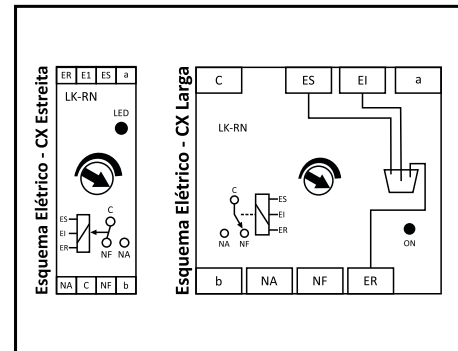 Esquema Elétrico - CX Estreita
ER E1 ES a
LK-RN
LED
C
ES
EI
ER
NF NA
NA C NF b
Esquema Elétrico - CX Larga
C ES EI a
LK-RN
C
ES
EI
ER
NA NF
ON
b NA NF ER